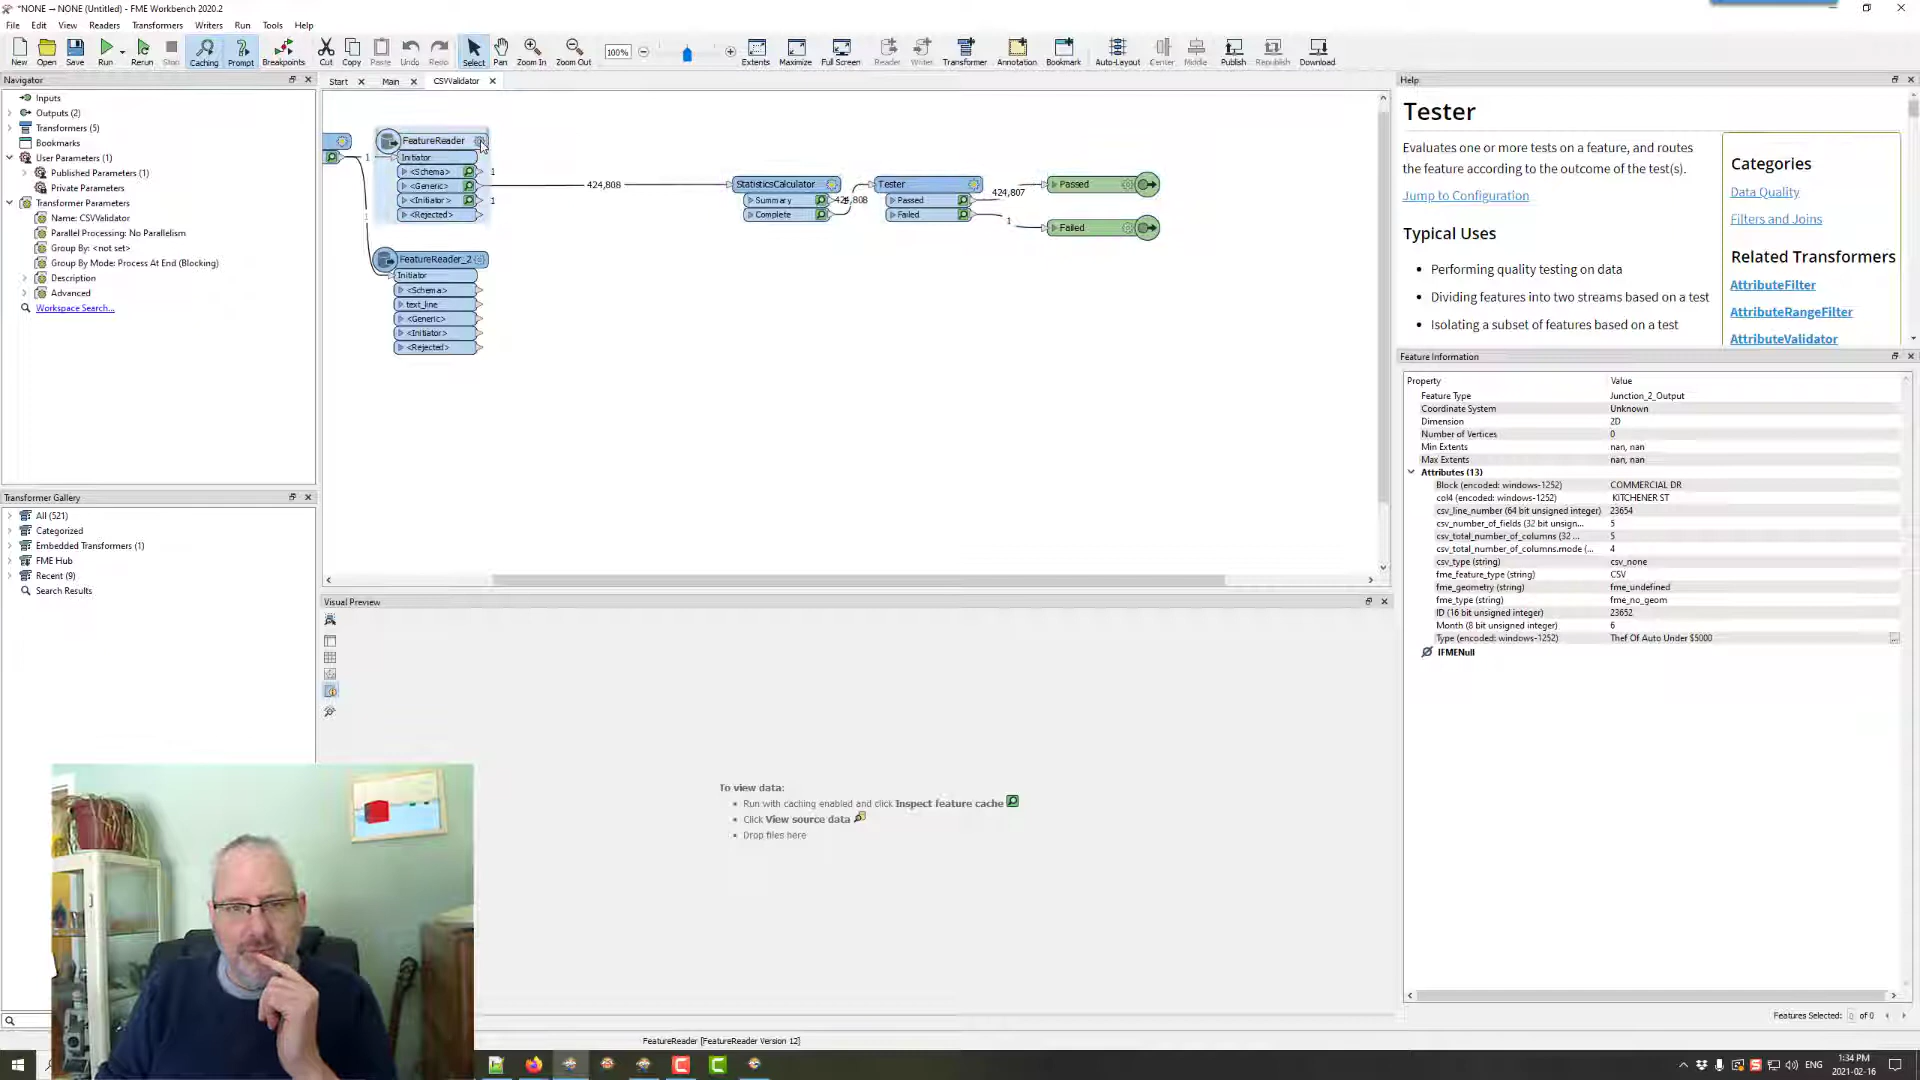 *NONE → NONE (Untitled) - FME Workbench 2020.2
File Edit View Readers Transformers Writers Run Tools Help
New Open Save Run Rerun Stop Caching Prompt Breakpoints Cut Copy Paste Undo Redo Select Pan Zoom In Zoom Out 100% Extents Maximize Full Screen Reader Writer Transformer Annotation Bookmark Auto-Layout Center Middle Publish Republish Download
Navigator
Inputs
Outputs (2)
Transformers (5)
Bookmarks
User Parameters (1)
Published Parameters (1)
Private Parameters
Transformer Parameters
Name: CSVValidator
Parallel Processing: No Parallelism
Group By: <not set>
Group By Mode: Process At End (Blocking)
Description
Advanced
Workspace Search...
Transformer Gallery
All (521)
Categorized
Embedded Transformers (1)
FME Hub
Recent (9)
Search Results
Start Main CSVValidator
FeatureReader
1 Initiator
<Schema> 1
<Generic> 424,808
<Initiator> 1
<Rejected>
1
FeatureReader_2
Initiator
<Schema>
text_line
<Generic>
<Initiator>
<Rejected>
StatisticsCalculator
Summary
Complete
Tester
Passed 424,807
Failed 1
Passed
Failed
Visual Preview
To view data:
Run with caching enabled and click Inspect feature cache
Click View source data
Drop files here
Help
Tester
Evaluates one or more tests on a feature, and routes
the feature according to the outcome of the test(s).
Jump to Configuration
Typical Uses
Performing quality testing on data
Dividing features into two streams based on a test
Isolating a subset of features based on a test
Categories
Data Quality
Filters and Joins
Related Transformers
AttributeFilter
AttributeRangeFilter
AttributeValidator
Feature Information
Property Value
Feature Type Junction_2_Output
Coordinate System Unknown
Dimension 2D
Number of Vertices 0
Min Extents nan, nan
Max Extents nan, nan
Attributes (13)
Block (encoded: windows-1252) COMMERCIAL DR
col4 (encoded: windows-1252) KITCHENER ST
csv_line_number (64 bit unsigned integer) 23654
csv_number_of_fields (32 bit unsign... 5
csv_total_number_of_columns (32 ... 5
csv_total_number_of_columns.mode (... 4
csv_type (string) csv_none
fme_feature_type (string) CSV
fme_geometry (string) fme_undefined
fme_type (string) fme_no_geom
ID (16 bit unsigned integer) 23652
Month (8 bit unsigned integer) 6
Type (encoded: windows-1252) Thef Of Auto Under $5000 ...
IFMENull
Features Selected: 0 of 0
FeatureReader [FeatureReader Version 12]
ENG
1:34 PM
2021-02-16